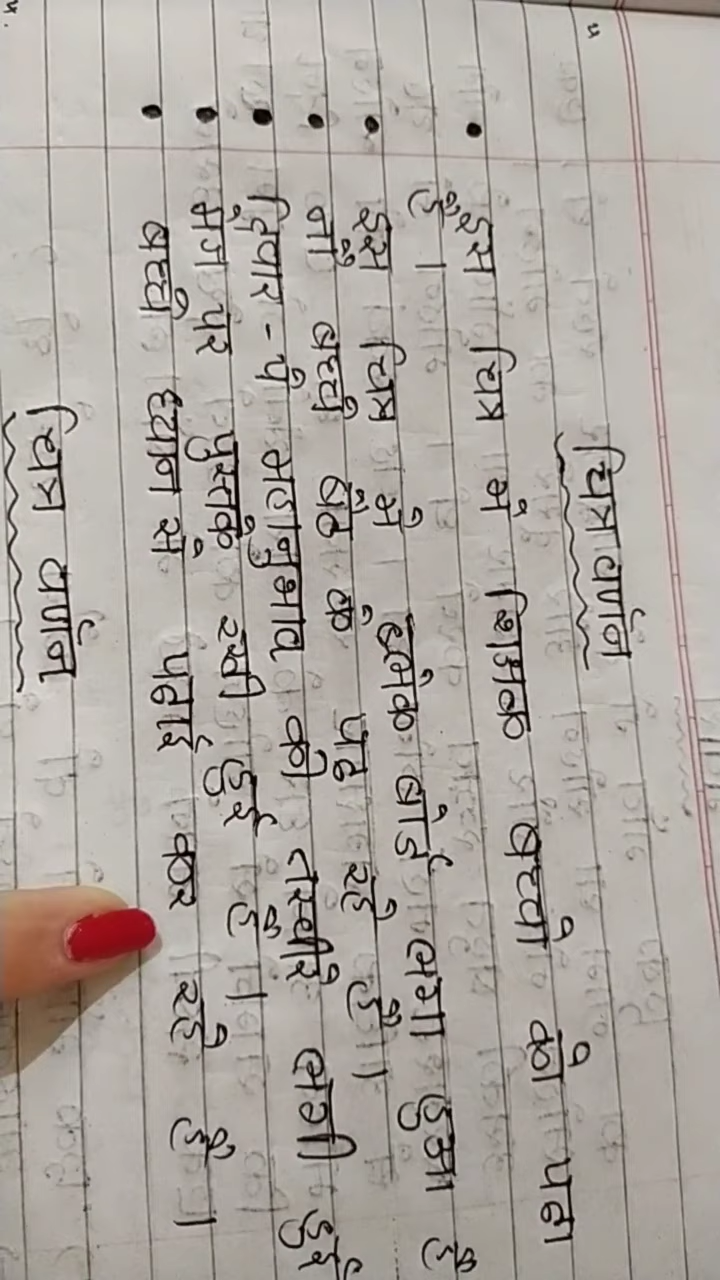 चित्र वर्णन
इस चित्र में शिक्षक बच्चों को पढ़ा
है।
इस चित्र में ब्लेक बोर्ड लगा हुआ है
नौ बच्चे बैठ के पढ़ रहे है।
दिवार-पे महानुभाव की तस्वीरे लगी हुई
मेज पर पुस्तके रखी हुई है।
बच्चे ध्यान से पढाई कर रहे है।
चित्र वर्णन